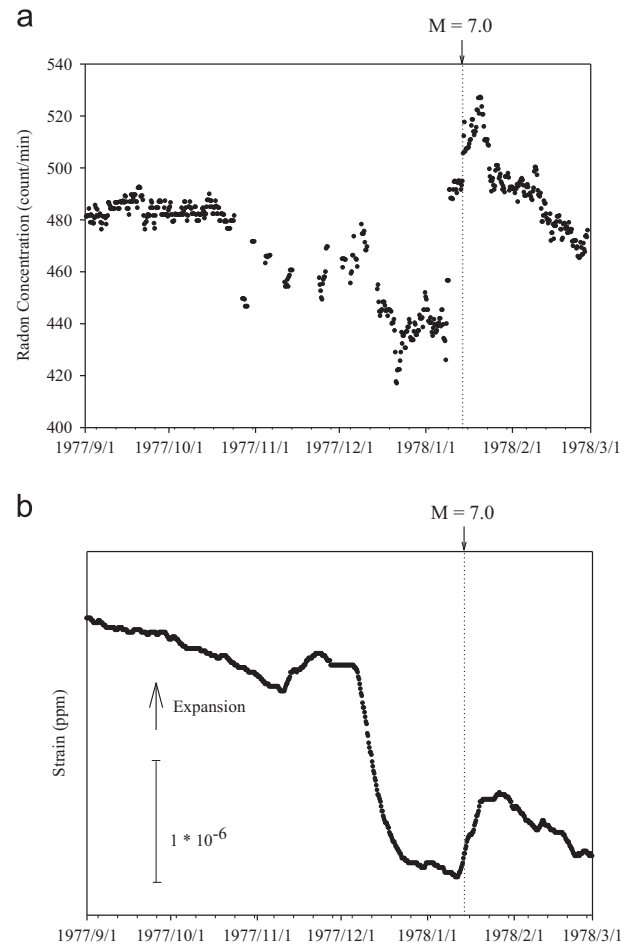 a
M = 7.0
540
520
500
480
460
440
420
400
Radon Concentration (count/min)
1977/9/1 1977/10/1 1977/11/1 1977/12/1 1978/1/1 1978/2/1 1978/3/1
b
M = 7.0
Expansion
Strain (ppm)
1 * 10-6
1977/9/1 1977/10/1 1977/11/1 1977/12/1 1978/1/1 1978/2/1 1978/3/1